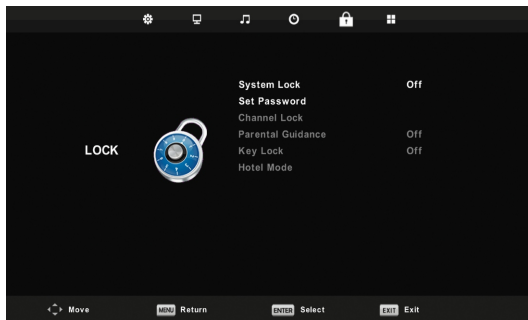 System Lock Off
Set Password
Channel Lock
Parental Guidance Off
LOCK
Key Lock Off
Hotel Mode
Move MENU Return ENTER Select EXIT Exit